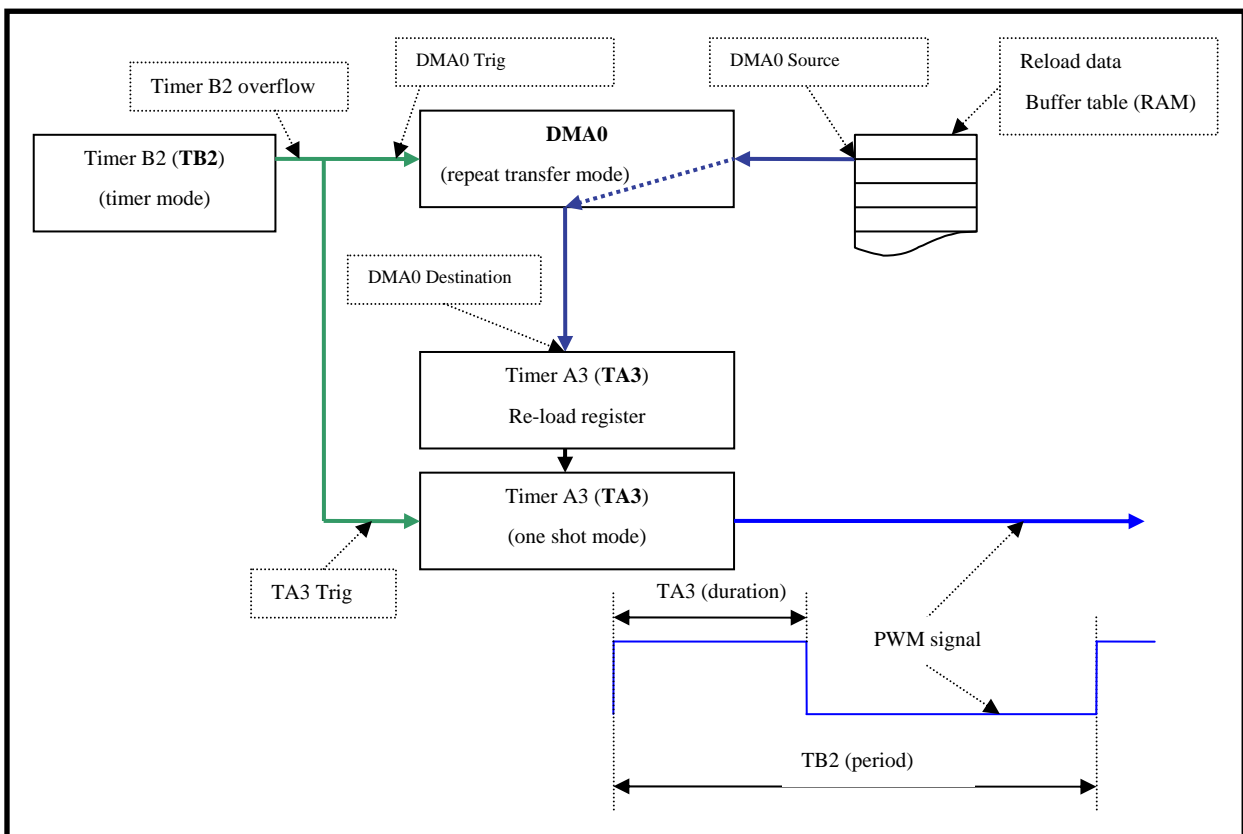 DMA0 Trig
DMA0 Source
Reload data
Buffer table (RAM)
Timer B2 overflow
Timer B2 (TB2)
(timer mode)
DMA0
(repeat transfer mode)
DMA0 Destination
Timer A3 (TA3)
Re-load register
Timer A3 (TA3)
(one shot mode)
TA3 Trig
TA3 (duration)
PWM signal
TB2 (period)